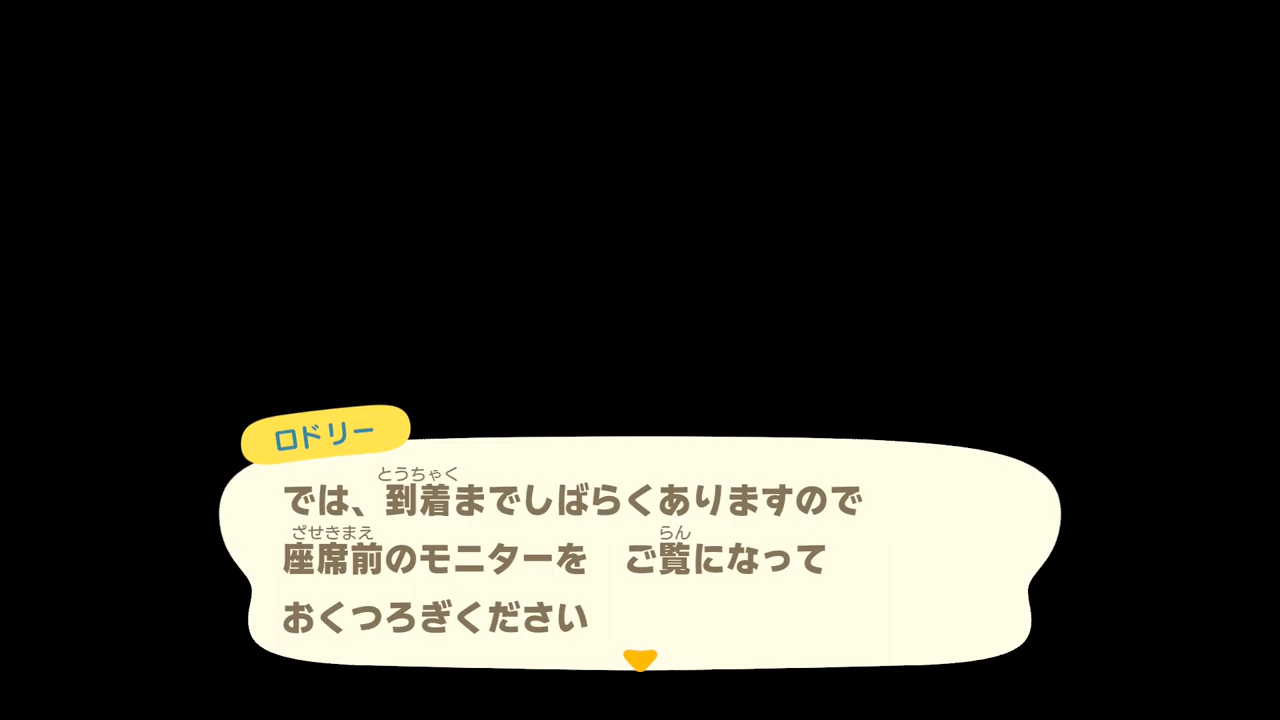 ロドリー
とうちゃく
では、到着までしばらくありますので
ざせきまえ らん
座席前のモニターを　ご覧になって
おくつろぎください